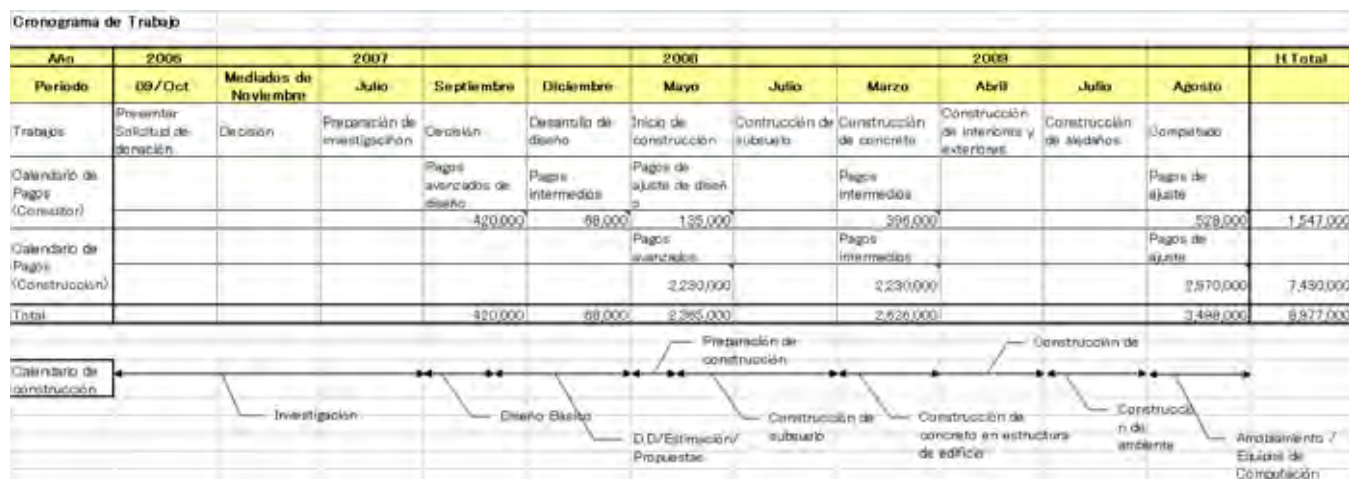 Cronograma de Trabajo
Año 2006 2007 2008 2009 H.Total
Periodo 09/Oct Mediados de Noviembre Julio Septiembre Diciembre Mayo Julio Marzo Abril Julio Agosto
Trabajos
Presentar
Solicitud de
donación
Decisión
Preparación de
Decisión
Desarrollo de
diseño
Inicio de
construcción
Contrucción de
subsuelo
Construcción
de concreto
Construcción
de interiores y
exteriores
Construcción
de aledaños
Completado
Calendario de
Pagos
(Consultor)
Pagos
avanzados de
diseño
Pagos
intermedios
Pagos de
ajuste de diseñ
o
Pagos
intermedios
Pagos de
ajuste
420,000 68,000 135,000 396,000 528,000 1,547,000
Calendario de
Pagos
(Construcción)
Pagos
avanzados
Pagos
intermedios
Pagos de
ajuste
2,230,000 2,230,000 2,970,000 7,430,000
Total 420,000 68,000 2,365,000 2,626,000 3,498,000 8,977,000
Calendario de
construcción
Preparación de
construcción
Construcción de
Investigación
Diseño Básico
D.D/Estimación/
Propuestas
Construcción de
subsuelo
Construcción de
concreto en estructura
de edificio
Construcció
n de
ambiente
Amoblamiento /
Equipos de
Computación